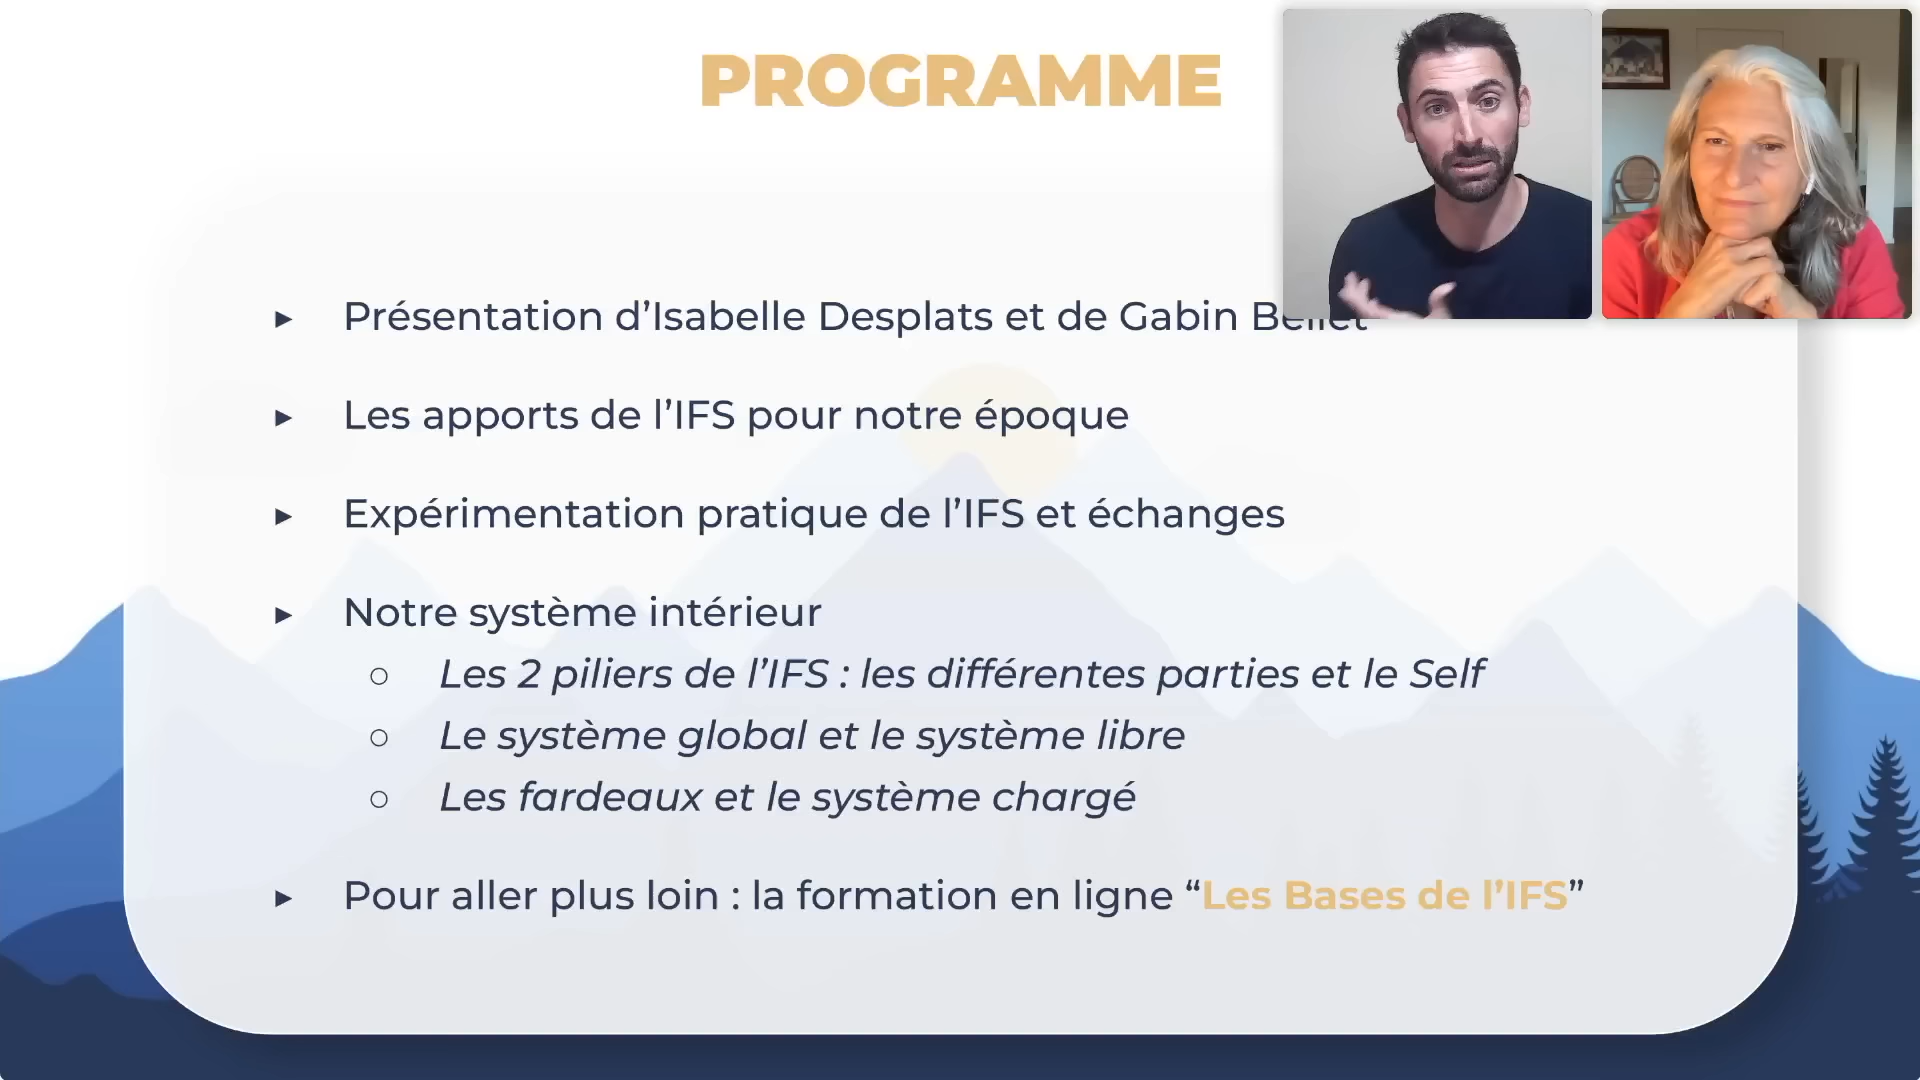 PROGRAMME
► Présentation d’Isabelle Desplats et de Gabin Bellet
► Les apports de l’IFS pour notre époque
► Expérimentation pratique de l’IFS et échanges
► Notre système intérieur
○ Les 2 piliers de l’IFS : les différentes parties et le Self
○ Le système global et le système libre
○ Les fardeaux et le système chargé
► Pour aller plus loin : la formation en ligne “Les Bases de l’IFS”